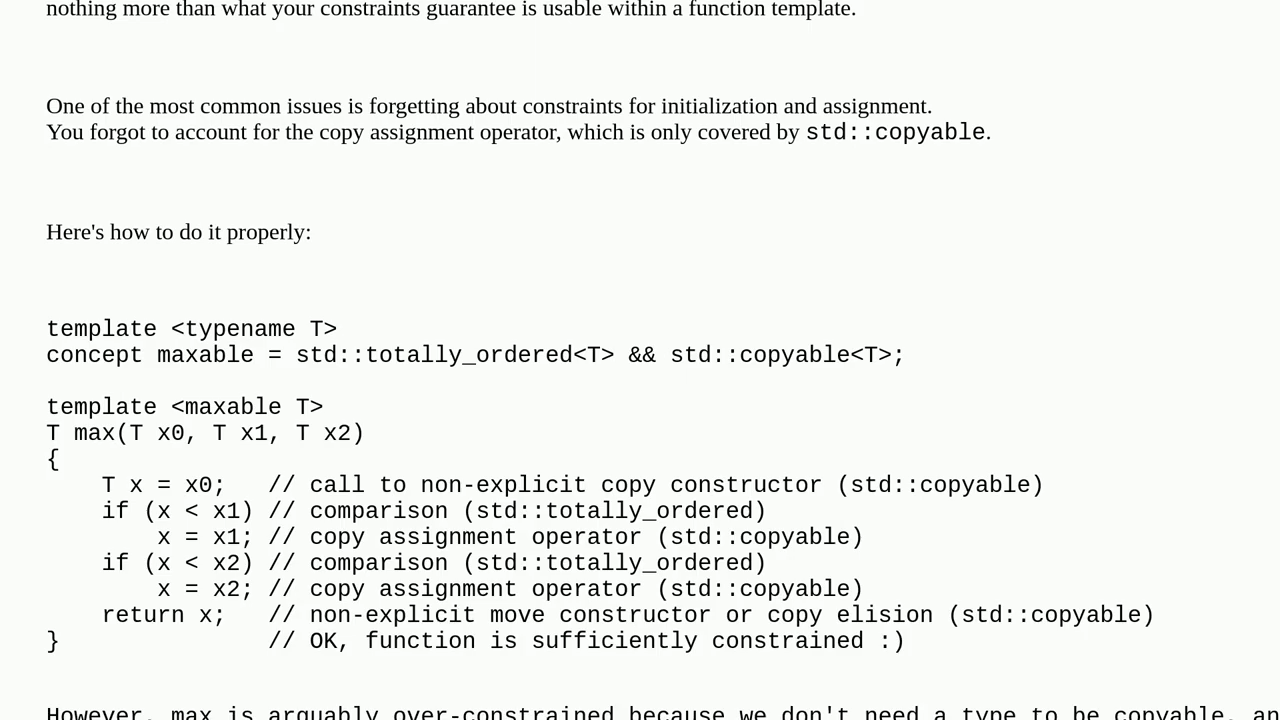 nothing more than what your constraints guarantee is usable within a function template.
One of the most common issues is forgetting about constraints for initialization and assignment.
You forgot to account for the copy assignment operator, which is only covered by std::copyable.
Here's how to do it properly:
template <typename T>
concept maxable = std::totally_ordered<T> && std::copyable<T>;
template <maxable T>
T max(T x0, T x1, T x2)
{
    T x = x0;   // call to non-explicit copy constructor (std::copyable)
    if (x < x1) // comparison (std::totally_ordered)
        x = x1; // copy assignment operator (std::copyable)
    if (x < x2) // comparison (std::totally_ordered)
        x = x2; // copy assignment operator (std::copyable)
    return x;   // non-explicit move constructor or copy elision (std::copyable)
}               // OK, function is sufficiently constrained :)
However, max is arguably over-constrained because we don't need a type to be copyable, an